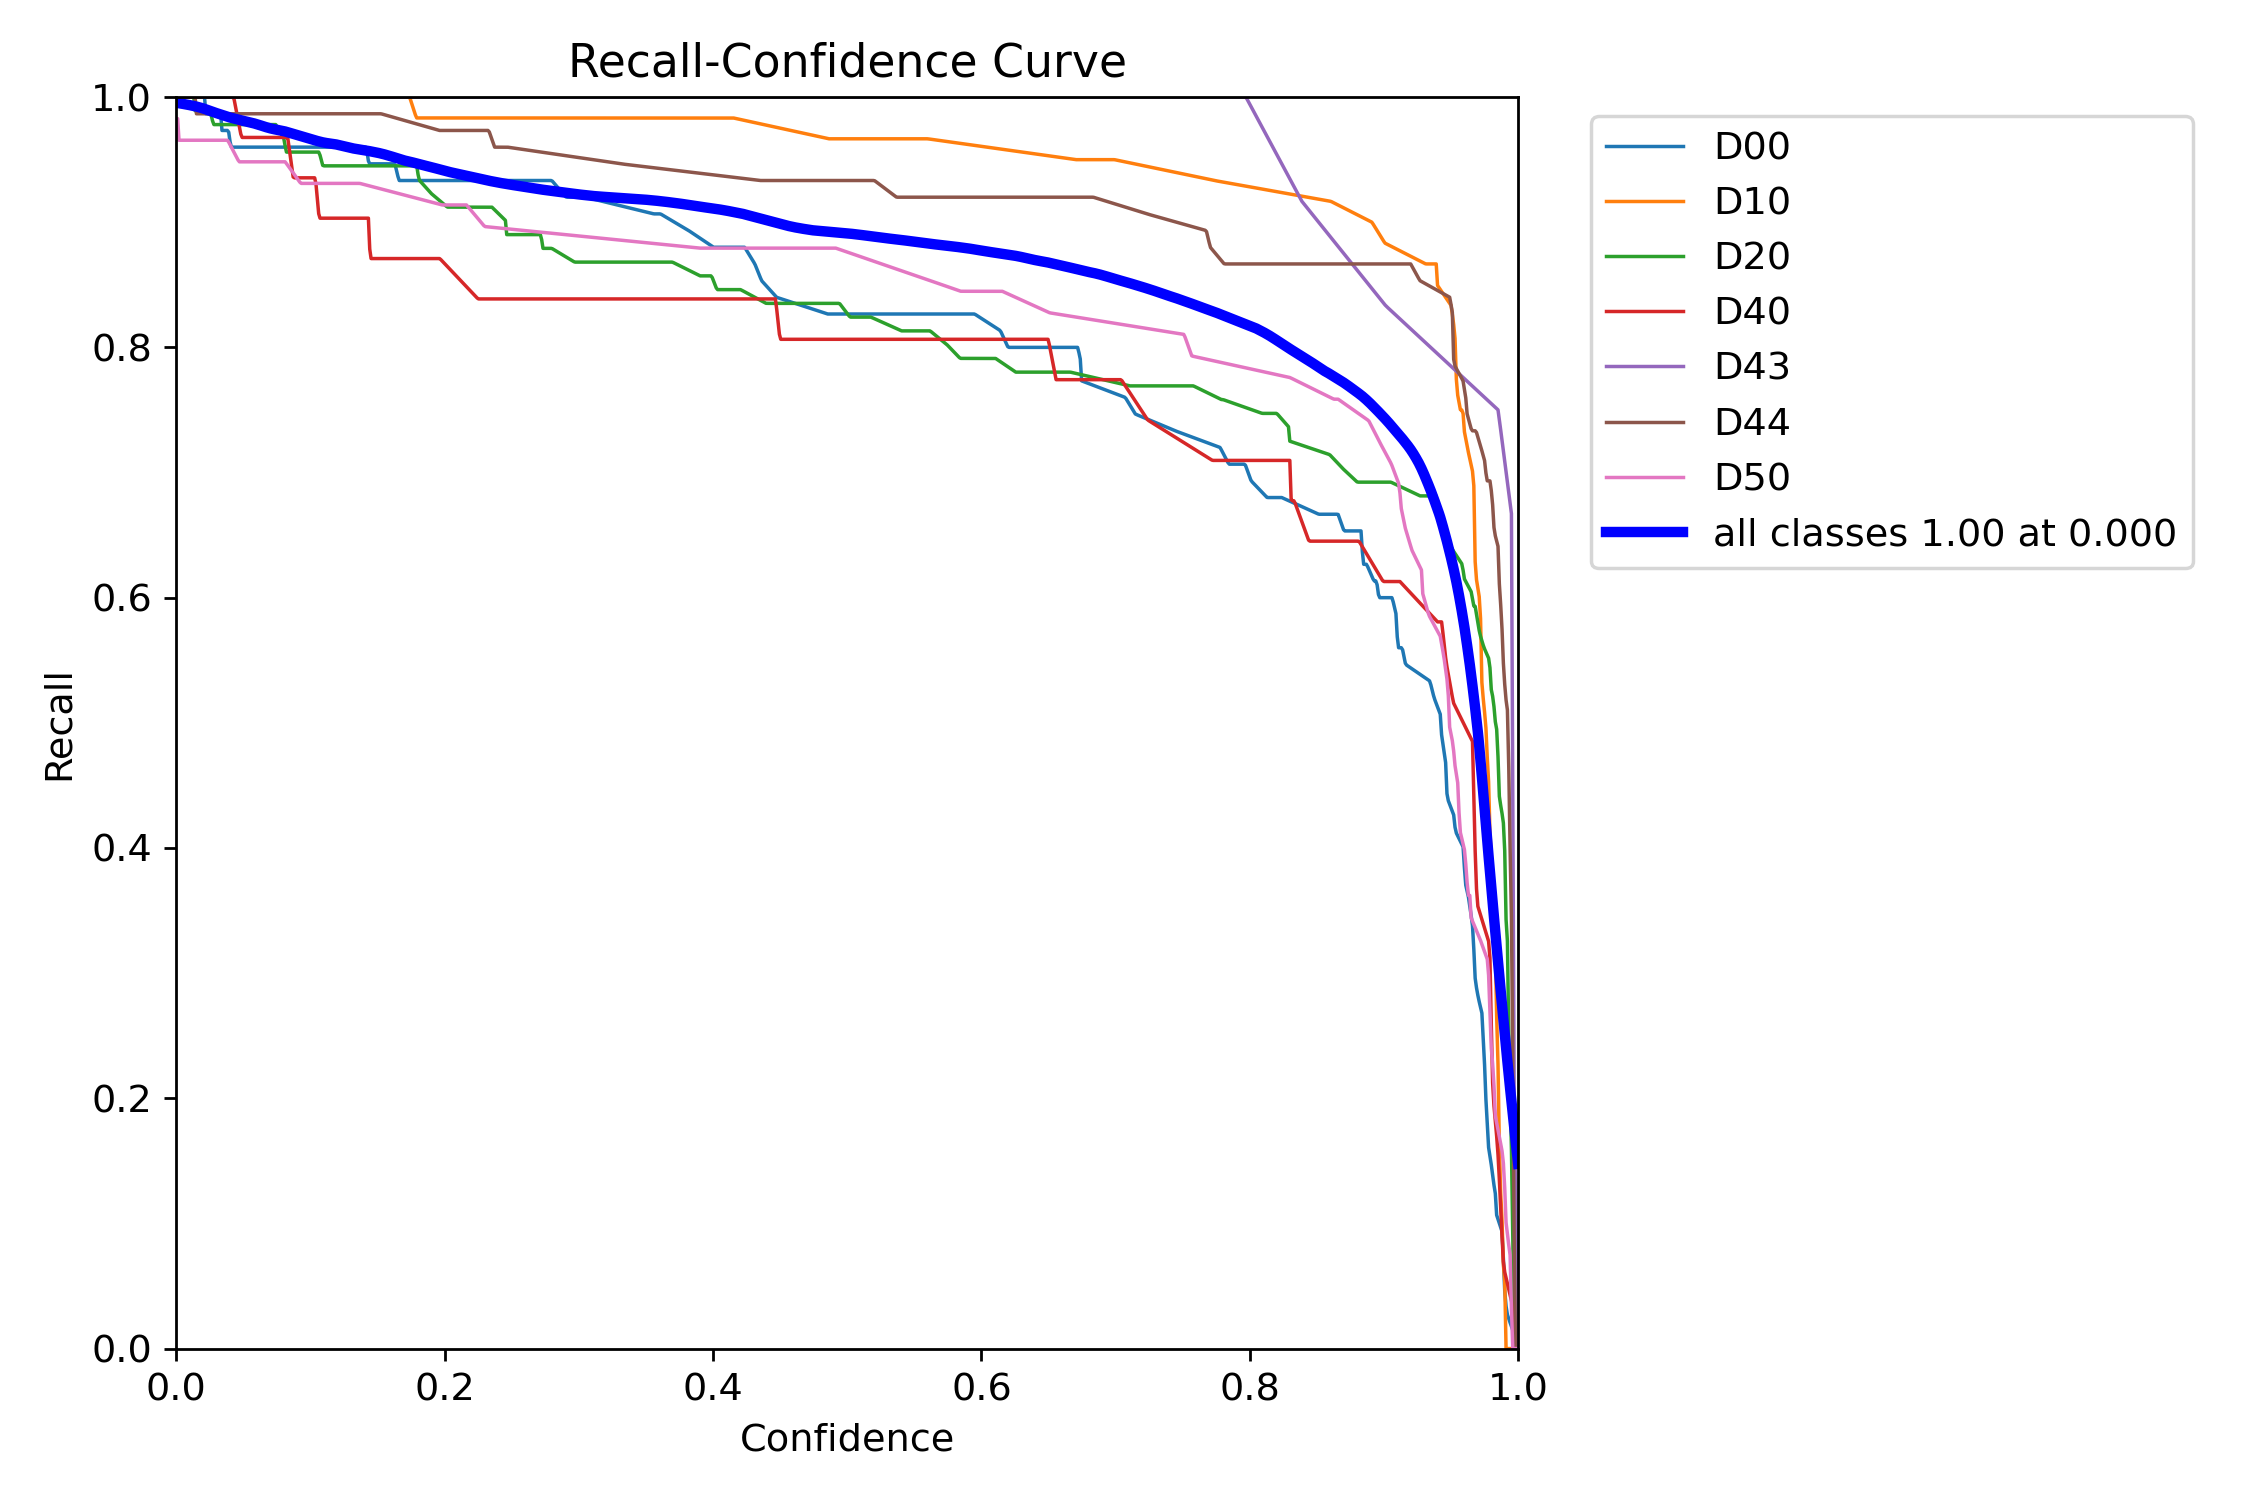 Recall-Confidence Curve
1.0
0.8
0.6
0.4
0.2
0.0
Recall
0.0 0.2 0.4 0.6 0.8 1.0
Confidence
D00
D10
D20
D40
D43
D44
D50
all classes 1.00 at 0.000